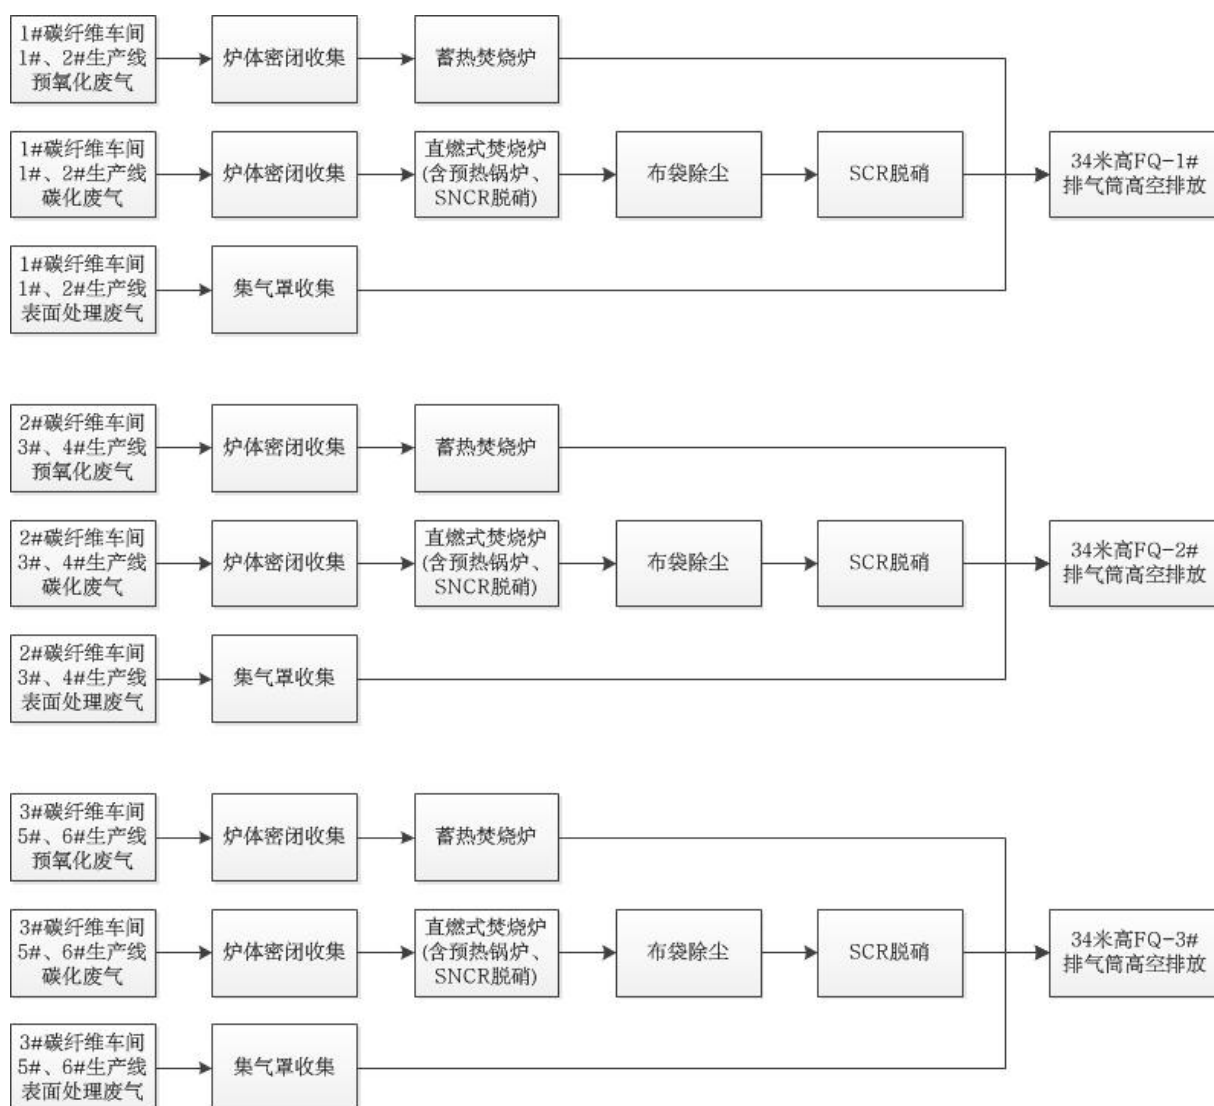 1#碳纤维车间
1#、2#生产线
预氧化废气
炉体密闭收集
蓄热焚烧炉
1#碳纤维车间
1#、2#生产线
碳化废气
炉体密闭收集
直燃式焚烧炉
(含预热锅炉、
SNCR脱硝)
布袋除尘
SCR脱硝
34米高FQ-1#
排气筒高空排放
1#碳纤维车间
1#、2#生产线
表面处理废气
集气罩收集
2#碳纤维车间
3#、4#生产线
预氧化废气
炉体密闭收集
蓄热焚烧炉
2#碳纤维车间
3#、4#生产线
碳化废气
炉体密闭收集
直燃式焚烧炉
(含预热锅炉、
SNCR脱硝)
布袋除尘
SCR脱硝
34米高FQ-2#
排气筒高空排放
2#碳纤维车间
3#、4#生产线
表面处理废气
集气罩收集
3#碳纤维车间
5#、6#生产线
预氧化废气
炉体密闭收集
蓄热焚烧炉
3#碳纤维车间
5#、6#生产线
碳化废气
炉体密闭收集
直燃式焚烧炉
(含预热锅炉、
SNCR脱硝)
布袋除尘
SCR脱硝
34米高FQ-3#
排气筒高空排放
3#碳纤维车间
5#、6#生产线
表面处理废气
集气罩收集